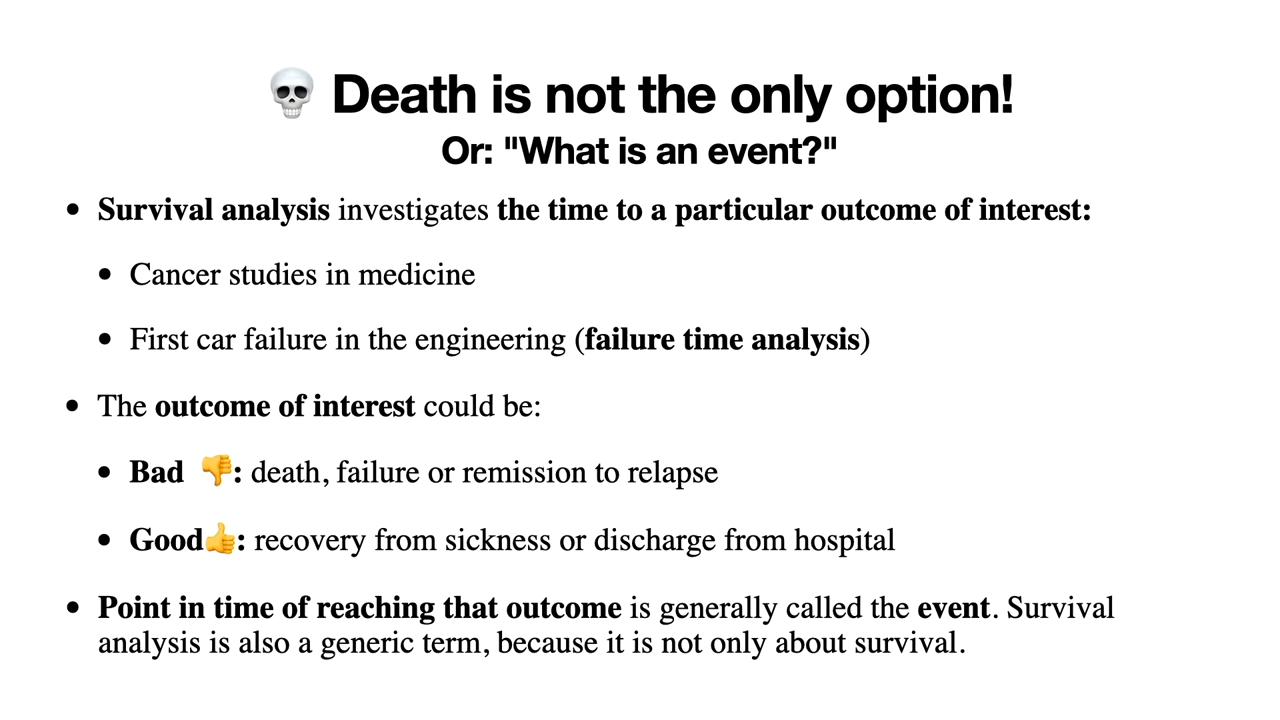 💀 Death is not the only option!
Or: "What is an event?"
• Survival analysis investigates the time to a particular outcome of interest:
• Cancer studies in medicine
• First car failure in the engineering (failure time analysis)
• The outcome of interest could be:
• Bad 👎: death, failure or remission to relapse
• Good👍: recovery from sickness or discharge from hospital
• Point in time of reaching that outcome is generally called the event. Survival
analysis is also a generic term, because it is not only about survival.